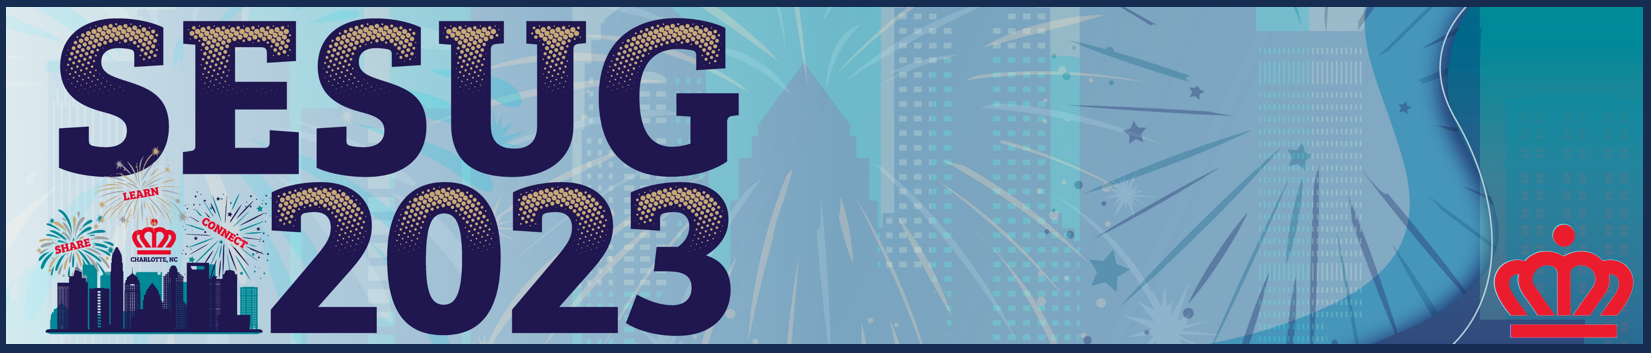 SESUG
2023
LEARN
SHARE
CONNECT
CHARLOTTE, NC